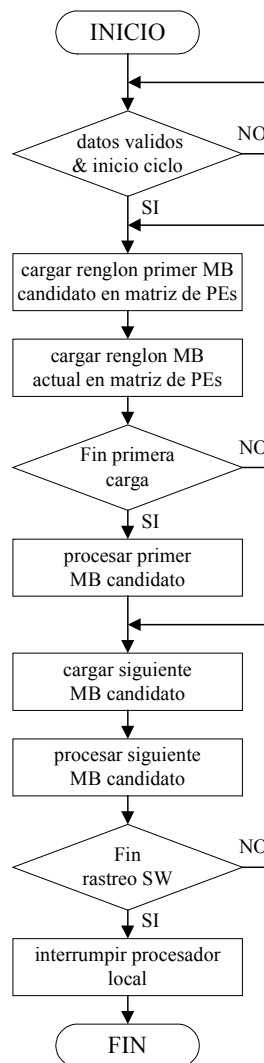 INICIO
datos validos
& inicio ciclo
NO
SI
cargar renglon primer MB
candidato en matriz de PEs
cargar renglon MB
actual en matriz de PEs
Fin primera
carga
NO
SI
procesar primer
MB candidato
cargar siguiente
MB candidato
procesar siguiente
MB candidato
Fin
rastreo SW
NO
SI
interrumpir procesador
local
FIN